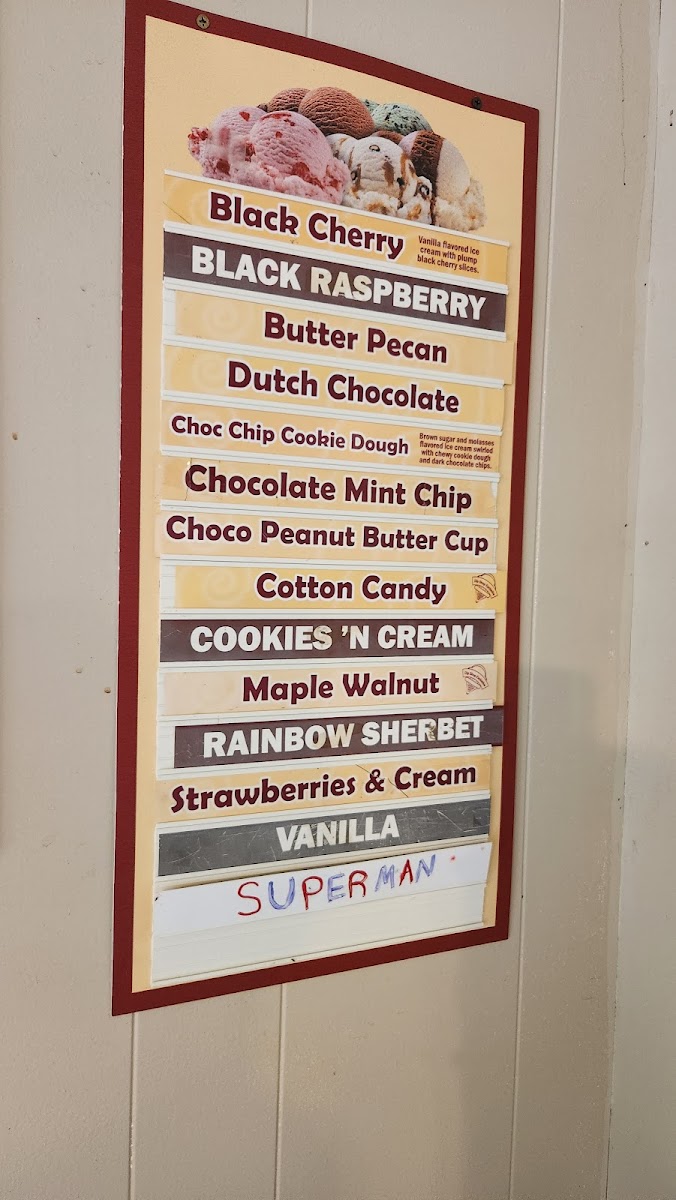 Black Cherry
Vanilla flavored ice
cream with plump
black cherry slices.
BLACK RASPBERRY
Butter Pecan
Dutch Chocolate
Choc Chip Cookie Dough
Brown sugar and molasses
flavored ice cream swirled
with chewy cookie dough
and dark chocolate chips.
Chocolate Mint Chip
Choco Peanut Butter Cup
Cotton Candy
COOKIES 'N CREAM
Maple Walnut
RAINBOW SHERBET
Strawberries & Cream
VANILLA
SUPERMAN